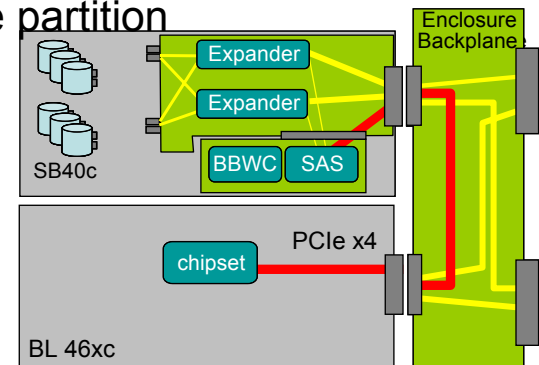 partition
Enclosure
Backplane
Expander
Expander
BBWC
SAS
SB40c
PCIe x4
chipset
BL 46xc